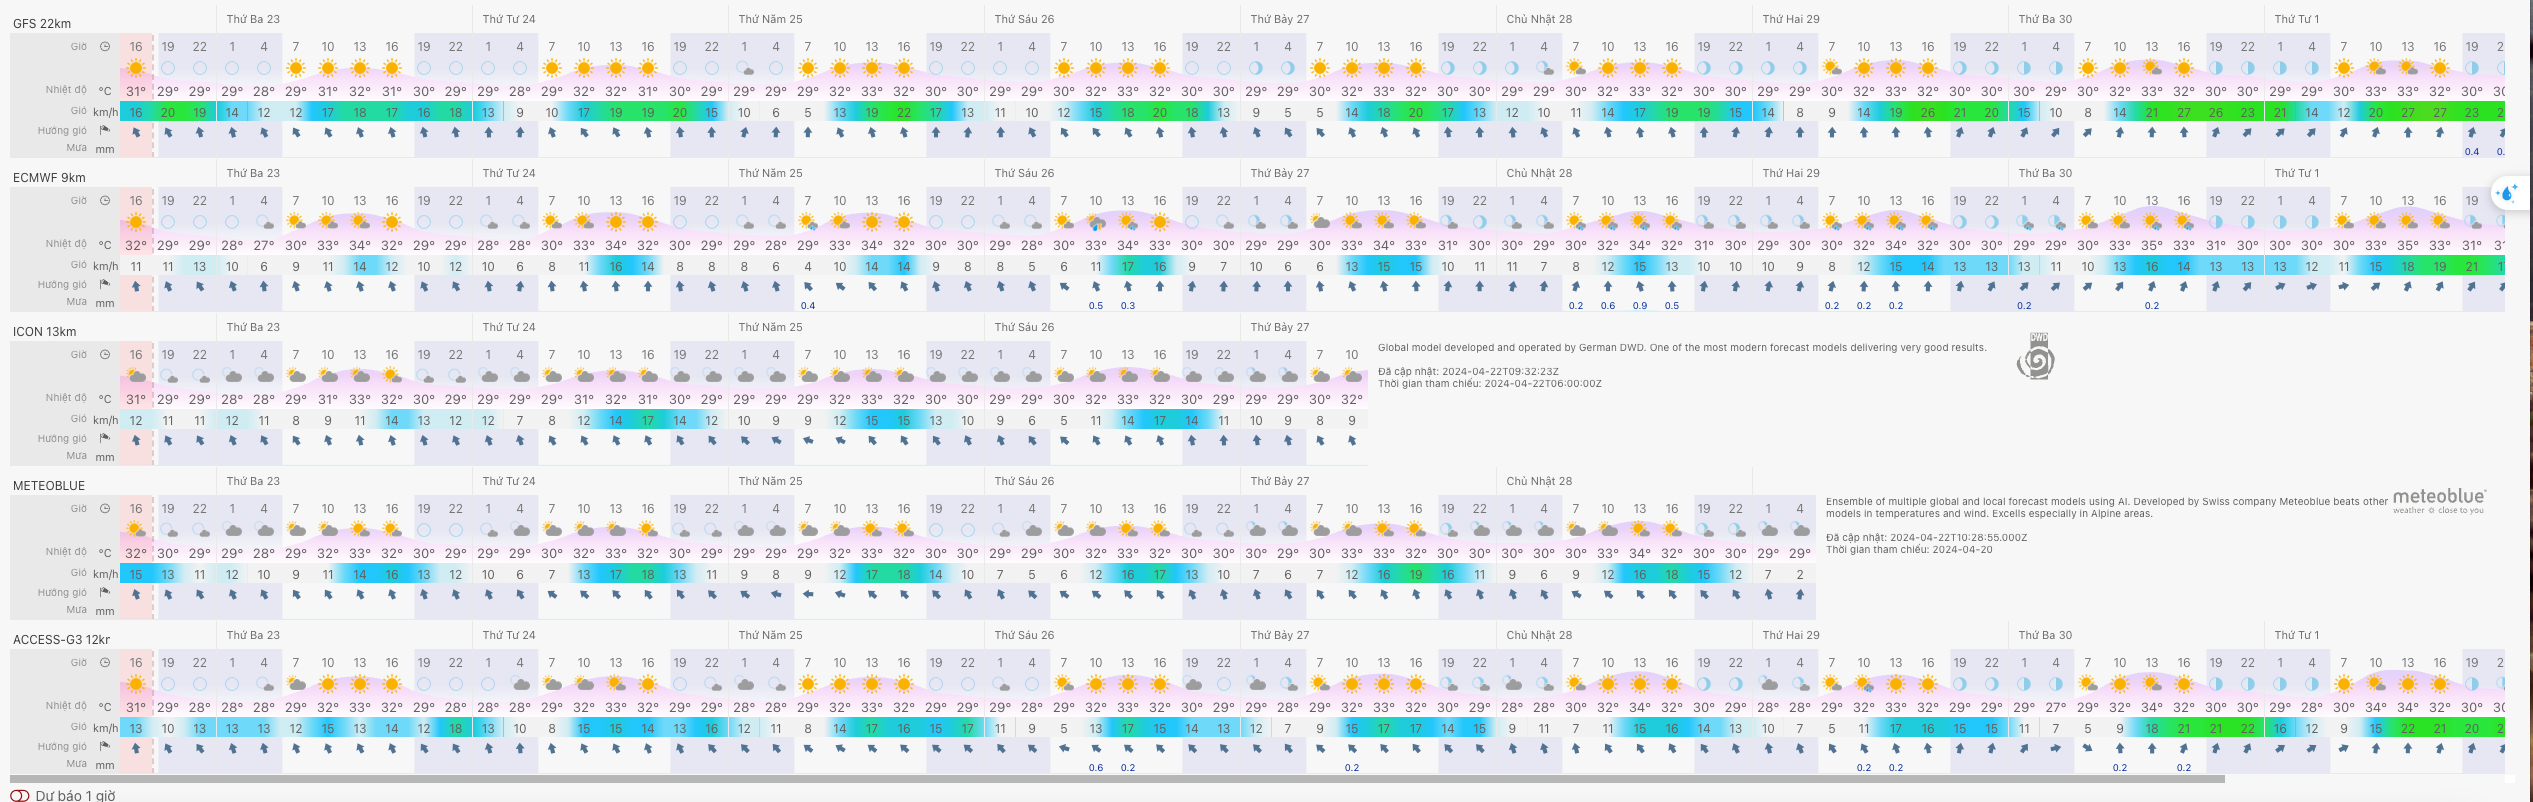 GFS 22km Thứ Ba 23 Thứ Tư 24 Thứ Năm 25 Thứ Sáu 26 Thứ Bảy 27 Chủ Nhật 28 Thứ Hai 29 Thứ Ba 30 Thứ Tư 1
Giờ 16 19 22 1 4 7 10 13 16 19 22 1 4 7 10 13 16 19 22 1 4 7 10 13 16 19 22 1 4 7 10 13 16 19 22 1 4 7 10 13 16 19 22 1 4 7 10 13 16 19 22 1 4 7 10 13 16 19 22 1 4 7 10 13 16 19 22 1 4 7 10 13 16 19
Nhiệt độ °C 31° 29° 29° 29° 29° 30° 31° 32° 31° 30° 29° 29° 29° 30° 32° 32° 31° 30° 29° 29° 29° 30° 32° 32° 32° 30° 30° 29° 29° 30° 32° 33° 32° 30° 30° 29° 29° 30° 32° 33° 32° 30° 30° 29° 29° 30° 33° 33° 32° 30° 30° 29° 29° 30° 33° 33° 32° 30° 30° 30° 30° 30° 33° 34° 32° 30° 30° 30° 29° 30° 33° 33° 32° 30°
Gió km/h 16 20 19 14 12 12 17 18 17 16 18 13 9 10 17 19 19 20 15 10 6 5 13 19 22 17 13 11 10 12 15 18 20 18 13 9 5 5 14 18 20 17 13 12 10 11 14 17 19 19 15 14 8 9 14 19 26 21 20 15 10 8 14 21 27 26 23 21 14 12 20 27 27 23
Hướng gió
Mưa mm 0.4
ECMWF 9km Thứ Ba 23 Thứ Tư 24 Thứ Năm 25 Thứ Sáu 26 Thứ Bảy 27 Chủ Nhật 28 Thứ Hai 29 Thứ Ba 30 Thứ Tư 1
Giờ 16 19 22 1 4 7 10 13 16 19 22 1 4 7 10 13 16 19 22 1 4 7 10 13 16 19 22 1 4 7 10 13 16 19 22 1 4 7 10 13 16 19 22 1 4 7 10 13 16 19 22 1 4 7 10 13 16 19 22 1 4 7 10 13 16 19 22 1 4 7 10 13 16 19
Nhiệt độ °C 32° 29° 29° 28° 27° 30° 33° 34° 32° 29° 29° 28° 28° 30° 33° 34° 32° 30° 29° 29° 28° 29° 33° 34° 32° 30° 29° 29° 28° 30° 33° 34° 33° 30° 30° 29° 29° 30° 33° 34° 33° 31° 30° 29° 29° 30° 32° 34° 32° 31° 30° 29° 29° 30° 32° 34° 32° 30° 30° 29° 29° 30° 33° 35° 33° 31° 30° 30° 30° 30° 33° 35° 33° 31°
Gió km/h 11 11 13 10 6 9 11 14 12 10 12 10 6 8 11 16 14 8 8 8 6 4 10 14 14 9 8 8 5 6 11 17 16 9 7 10 6 6 13 15 15 10 11 11 7 8 12 15 13 10 10 10 9 8 12 15 14 13 13 13 11 10 13 16 14 13 13 13 12 11 15 18 19 21
Hướng gió
Mưa mm 0.4 0.5 0.3 0.2 0.6 0.9 0.5 0.2 0.2 0.2 0.2 0.2
ICON 13km Thứ Ba 23 Thứ Tư 24 Thứ Năm 25 Thứ Sáu 26 Thứ Bảy 27
Giờ 16 19 22 1 4 7 10 13 16 19 22 1 4 7 10 13 16 19 22 1 4 7 10 13 16 19 22 1 4 7 10 13 16 19 22 1 4 7 10
Nhiệt độ °C 31° 29° 29° 28° 28° 29° 31° 33° 32° 29° 29° 29° 29° 29° 31° 32° 31° 30° 29° 29° 29° 30° 32° 33° 32° 30° 29° 29° 29° 30° 32° 33° 32° 30° 29° 29° 29° 30° 32°
Gió km/h 12 11 11 12 11 8 9 11 14 13 12 12 7 8 12 14 17 14 12 10 9 9 12 15 15 13 10 9 6 5 11 14 17 14 11 10 9 8 9
Hướng gió
Mưa mm
Global model developed and operated by German DWD. One of the most modern forecast models delivering very good results.
Đã cập nhật: 2024-04-22T09:32:23Z
Thời gian tham chiếu: 2024-04-22T06:00:00Z
DWD
METEOBLUE Thứ Ba 23 Thứ Tư 24 Thứ Năm 25 Thứ Sáu 26 Thứ Bảy 27 Chủ Nhật 28
Giờ 16 19 22 1 4 7 10 13 16 19 22 1 4 7 10 13 16 19 22 1 4 7 10 13 16 19 22 1 4 7 10 13 16 19 22 1 4 7 10 13 16 19 22 1 4 7 10 13 16 19 22 1 4
Nhiệt độ °C 32° 30° 29° 29° 28° 29° 32° 33° 32° 30° 29° 29° 29° 30° 32° 33° 32° 30° 29° 29° 29° 29° 32° 33° 32° 30° 30° 29° 29° 30° 32° 33° 32° 30° 30° 29° 29° 30° 33° 33° 32° 30° 30° 29° 29° 30° 33° 34° 32° 30° 30° 29° 29°
Gió km/h 15 13 11 12 10 9 11 14 16 13 12 10 6 7 13 17 18 13 11 9 8 9 12 17 18 14 10 7 5 6 12 16 17 13 10 7 6 7 12 16 19 16 11 9 6 9 12 16 18 15 12 7 2
Hướng gió
Mưa mm
Ensemble of multiple global and local forecast models using AI. Developed by Swiss company Meteoblue beats other
models in temperatures and wind. Excells especially in Alpine areas.
Đã cập nhật: 2024-04-22T10:28:55.000Z
Thời gian tham chiếu: 2024-04-20
meteoblue
weather close to you
ACCESS-G3 12kr Thứ Ba 23 Thứ Tư 24 Thứ Năm 25 Thứ Sáu 26 Thứ Bảy 27 Chủ Nhật 28 Thứ Hai 29 Thứ Ba 30 Thứ Tư 1
Giờ 16 19 22 1 4 7 10 13 16 19 22 1 4 7 10 13 16 19 22 1 4 7 10 13 16 19 22 1 4 7 10 13 16 19 22 1 4 7 10 13 16 19 22 1 4 7 10 13 16 19 22 1 4 7 10 13 16 19 22 1 4 7 10 13 16 19 22 1 4 7 10 13 16 19
Nhiệt độ °C 31° 29° 28° 28° 28° 29° 32° 32° 32° 29° 29° 28° 28° 29° 32° 33° 32° 29° 29° 28° 28° 29° 32° 33° 32° 29° 29° 28° 28° 29° 32° 33° 32° 29° 29° 29° 28° 29° 32° 33° 32° 30° 29° 28° 28° 30° 32° 34° 32° 30° 29° 28° 28° 29° 30° 33° 32° 29° 29° 28° 27° 29° 32° 34° 32° 30° 29° 29° 28° 30° 34° 34° 32° 30°
Gió km/h 13 10 13 13 13 12 15 13 14 12 18 13 10 8 15 15 14 13 16 12 11 8 14 17 16 15 17 11 9 5 13 17 15 14 13 12 7 9 15 17 17 14 15 9 11 7 11 15 16 14 13 10 7 5 11 17 16 15 15 11 7 5 9 18 21 21 22 16 12 9 15 22 21 20
Hướng gió
Mưa mm 0.6 0.2 0.2 0.2 0.2 0.2 0.2
Dự báo 1 giờ